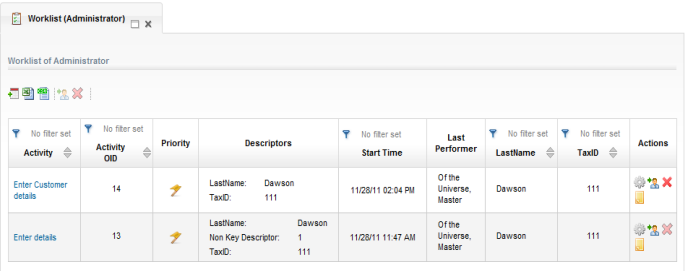 Worklist (Administrator)
Worklist of Administrator
No filter set
Activity
No filter set
Activity OID
Priority
Descriptors
No filter set
Start Time
Last Performer
No filter set
LastName
No filter set
TaxID
Actions
Enter Customer details
14
LastName: Dawson
TaxID: 111
11/28/11 02:04 PM
Of the Universe, Master
Dawson
111
Enter details
13
LastName: Dawson
Non Key Descriptor: 1
TaxID: 111
11/28/11 11:47 AM
Of the Universe, Master
Dawson
111